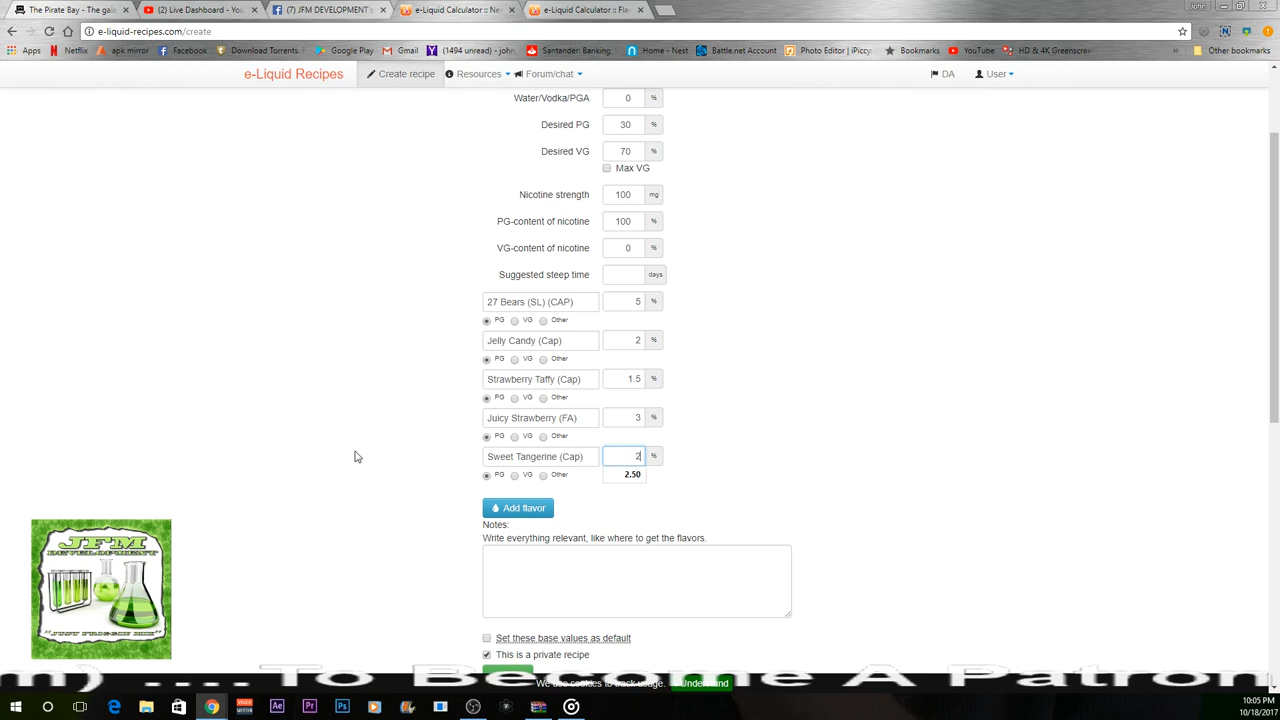 The Pirate Bay - The gala
(2) Live Dashboard - You
(7) JFM DEVELOPMENT's
e-Liquid Calculator :: Ne
e-Liquid Calculator :: Fla
John
e-liquid-recipes.com/create
Apps
Netflix
apk mirror
Facebook
Download Torrents.
Google Play
Gmail
(1494 unread) - john_
Santander: Banking,
Home - Nest
Battle.net Account
Photo Editor | iPiccy
Bookmarks
YouTube
HD & 4K Greenscree
Other bookmarks
e-Liquid Recipes
Create recipe
Resources
Forum/chat
DA
User
Water/Vodka/PGA 0 %
Desired PG 30 %
Desired VG 70 %
Max VG
Nicotine strength 100 mg
PG-content of nicotine 100 %
VG-content of nicotine 0 %
Suggested steep time days
27 Bears (SL) (CAP) 5 %
PG VG Other
Jelly Candy (Cap) 2 %
PG VG Other
Strawberry Taffy (Cap) 1.5 %
PG VG Other
Juicy Strawberry (FA) 3 %
PG VG Other
Sweet Tangerine (Cap) 2 %
PG VG Other 2.50
Add flavor
Notes:
Write everything relevant, like where to get the flavors.
JFM
DEVELOPMENT
Set these base values as default
This is a private recipe
m) .... To Become A Patron
We use cookies to track usage. I Understand
10:05 PM
10/18/2017